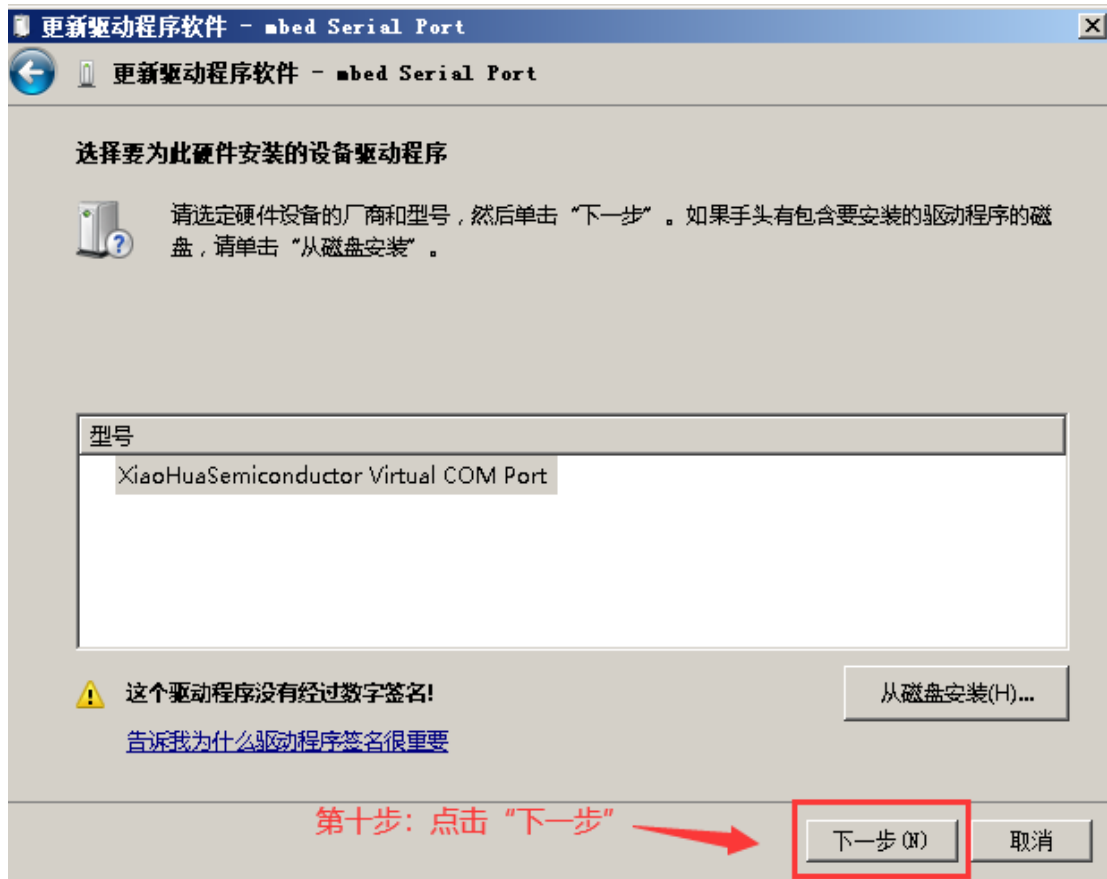 更新驱动程序软件 - mbed Serial Port
更新驱动程序软件 - mbed Serial Port
选择要为此硬件安装的设备驱动程序
请选定硬件设备的厂商和型号，然后单击“下一步”。如果手头有包含要安装的驱动程序的磁
盘，请单击“从磁盘安装”。
型号
XiaoHuaSemiconductor Virtual COM Port
这个驱动程序没有经过数字签名!
从磁盘安装(H)...
告诉我为什么驱动程序签名很重要
第十步：点击“下一步”
下一步(N)
取消